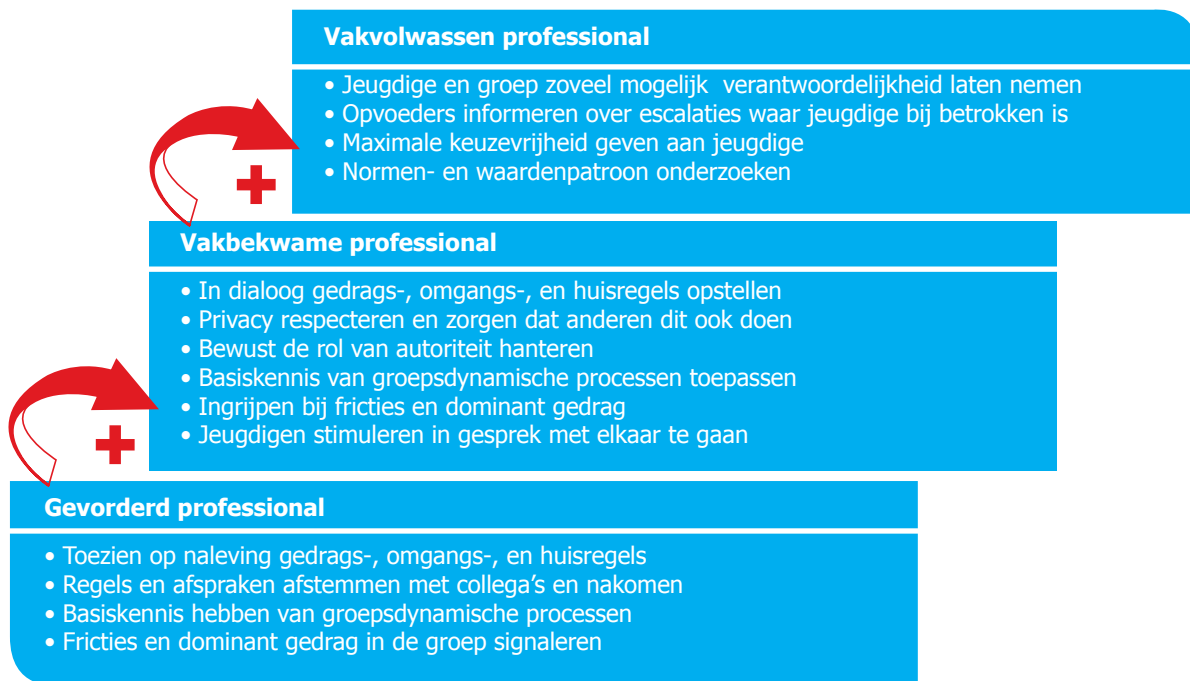 Vakvolwassen professional
• Jeugdige en groep zoveel mogelijk verantwoordelijkheid laten nemen
• Opvoeders informeren over escalaties waar jeugdige bij betrokken is
• Maximale keuzevrijheid geven aan jeugdige
• Normen- en waardenpatroon onderzoeken
Vakbekwame professional
• In dialoog gedrags-, omgangs-, en huisregels opstellen
• Privacy respecteren en zorgen dat anderen dit ook doen
• Bewust de rol van autoriteit hanteren
• Basiskennis van groepsdynamische processen toepassen
• Ingrijpen bij fricties en dominant gedrag
• Jeugdigen stimuleren in gesprek met elkaar te gaan
Gevorderd professional
• Toezien op naleving gedrags-, omgangs-, en huisregels
• Regels en afspraken afstemmen met collega’s en nakomen
• Basiskennis hebben van groepsdynamische processen
• Fricties en dominant gedrag in de groep signaleren